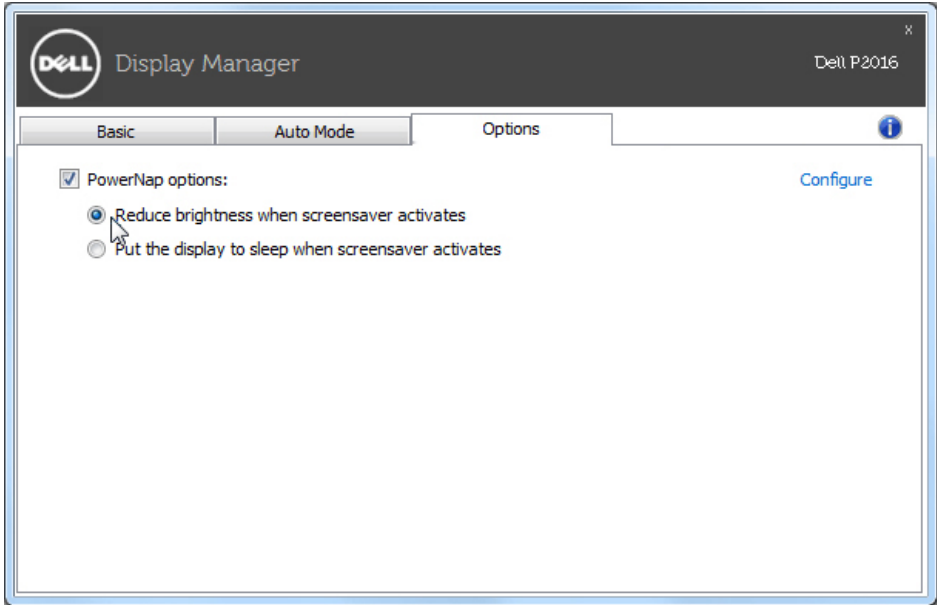 x
DELL
Display Manager
Dell P2016
Basic
Auto Mode
Options
i
PowerNap options:
Configure
Reduce brightness when screensaver activates
Put the display to sleep when screensaver activates